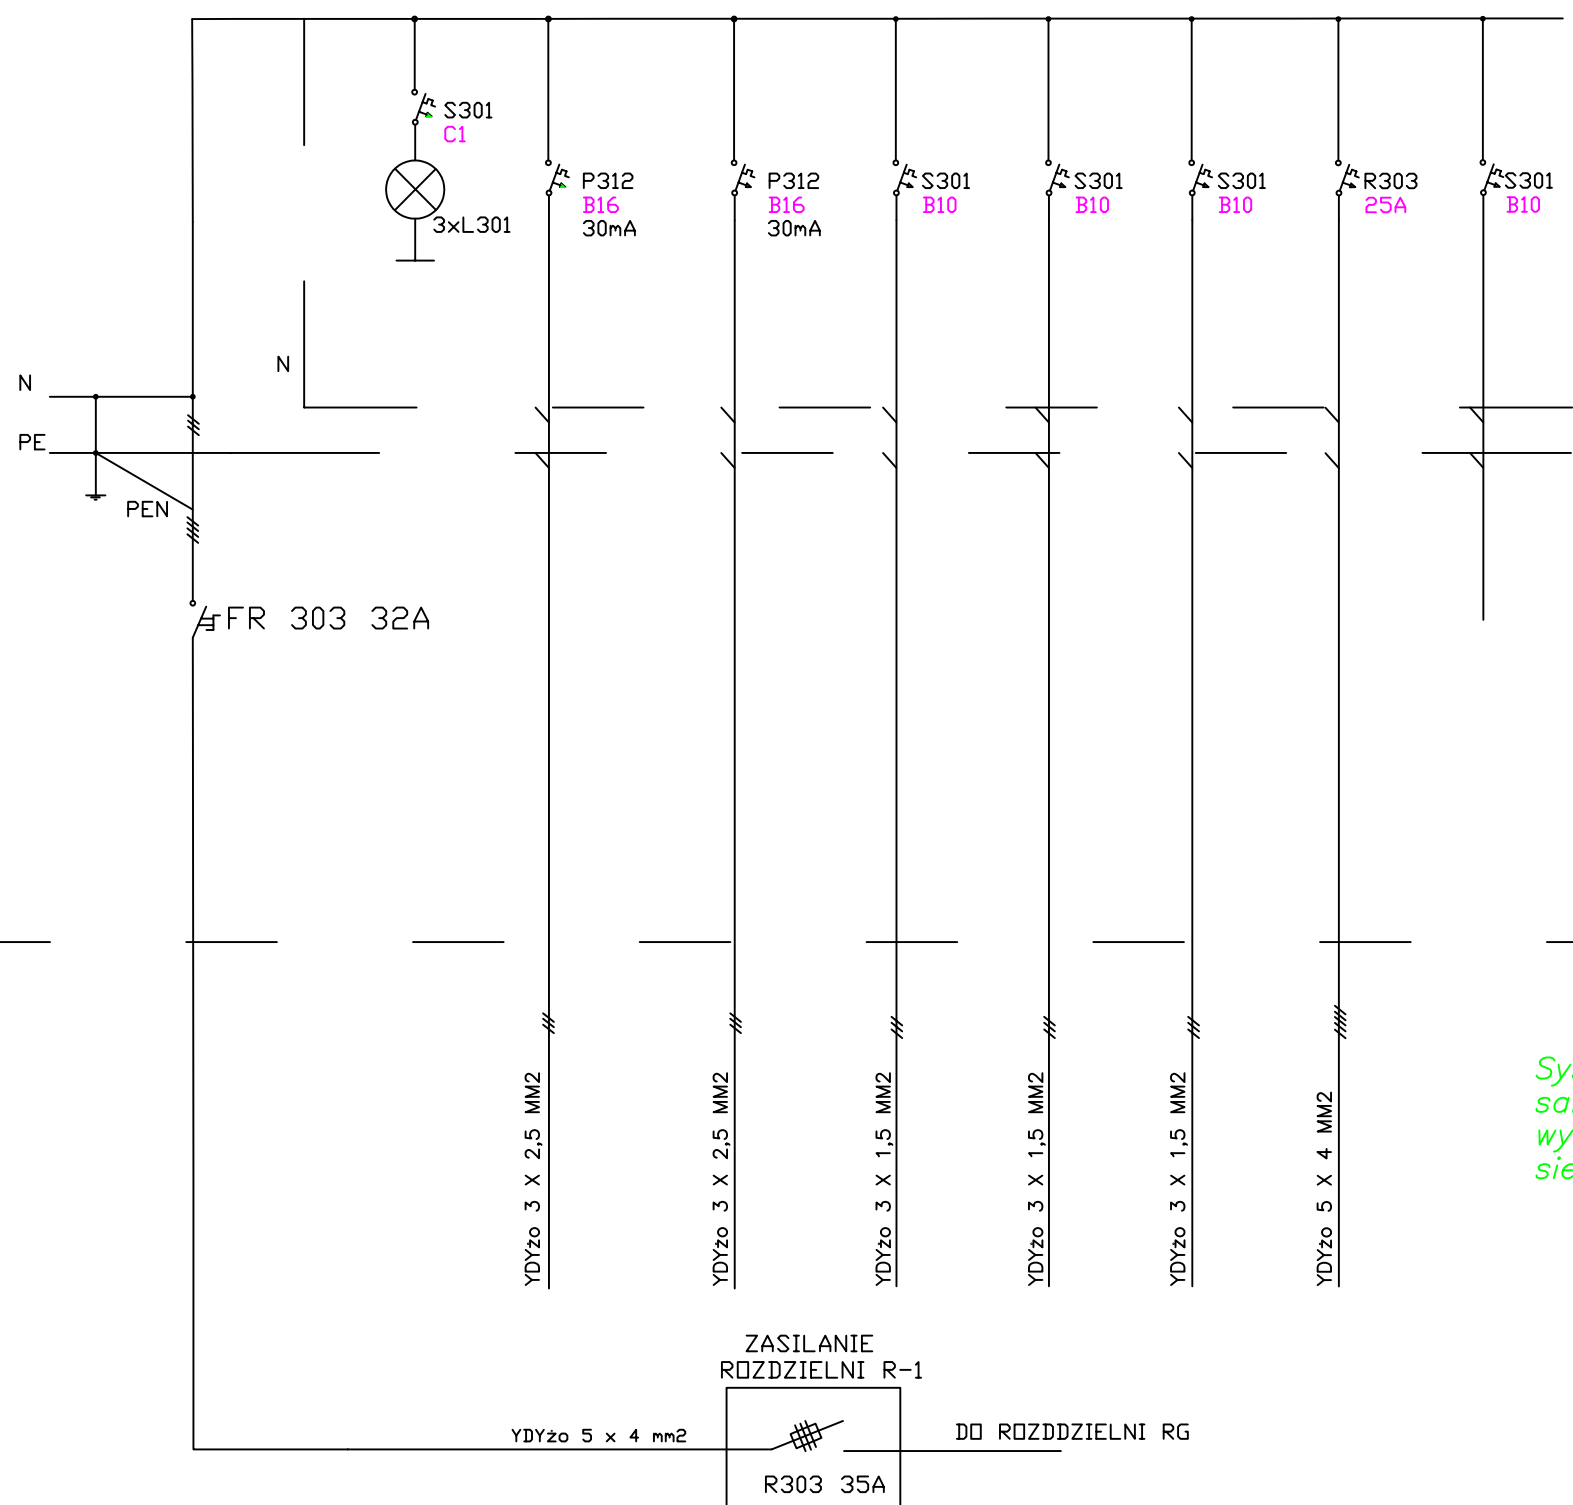 S301
C1
3xL301
P312
B16
30mA
P312
B16
30mA
S301
B10
S301
B10
S301
B10
R303
25A
S301
B10
N
N
PE
PEN
FR 303 32A
YDYżo 3 X 2,5 MM2
YDYżo 3 X 2,5 MM2
YDYżo 3 X 1,5 MM2
YDYżo 3 X 1,5 MM2
YDYżo 3 X 1,5 MM2
YDYżo 5 X 4 MM2
ZASILANIE
ROZDZIELNI R-1
YDYżo 5 x 4 mm2
DO ROZDDZIELNI RG
R303 35A